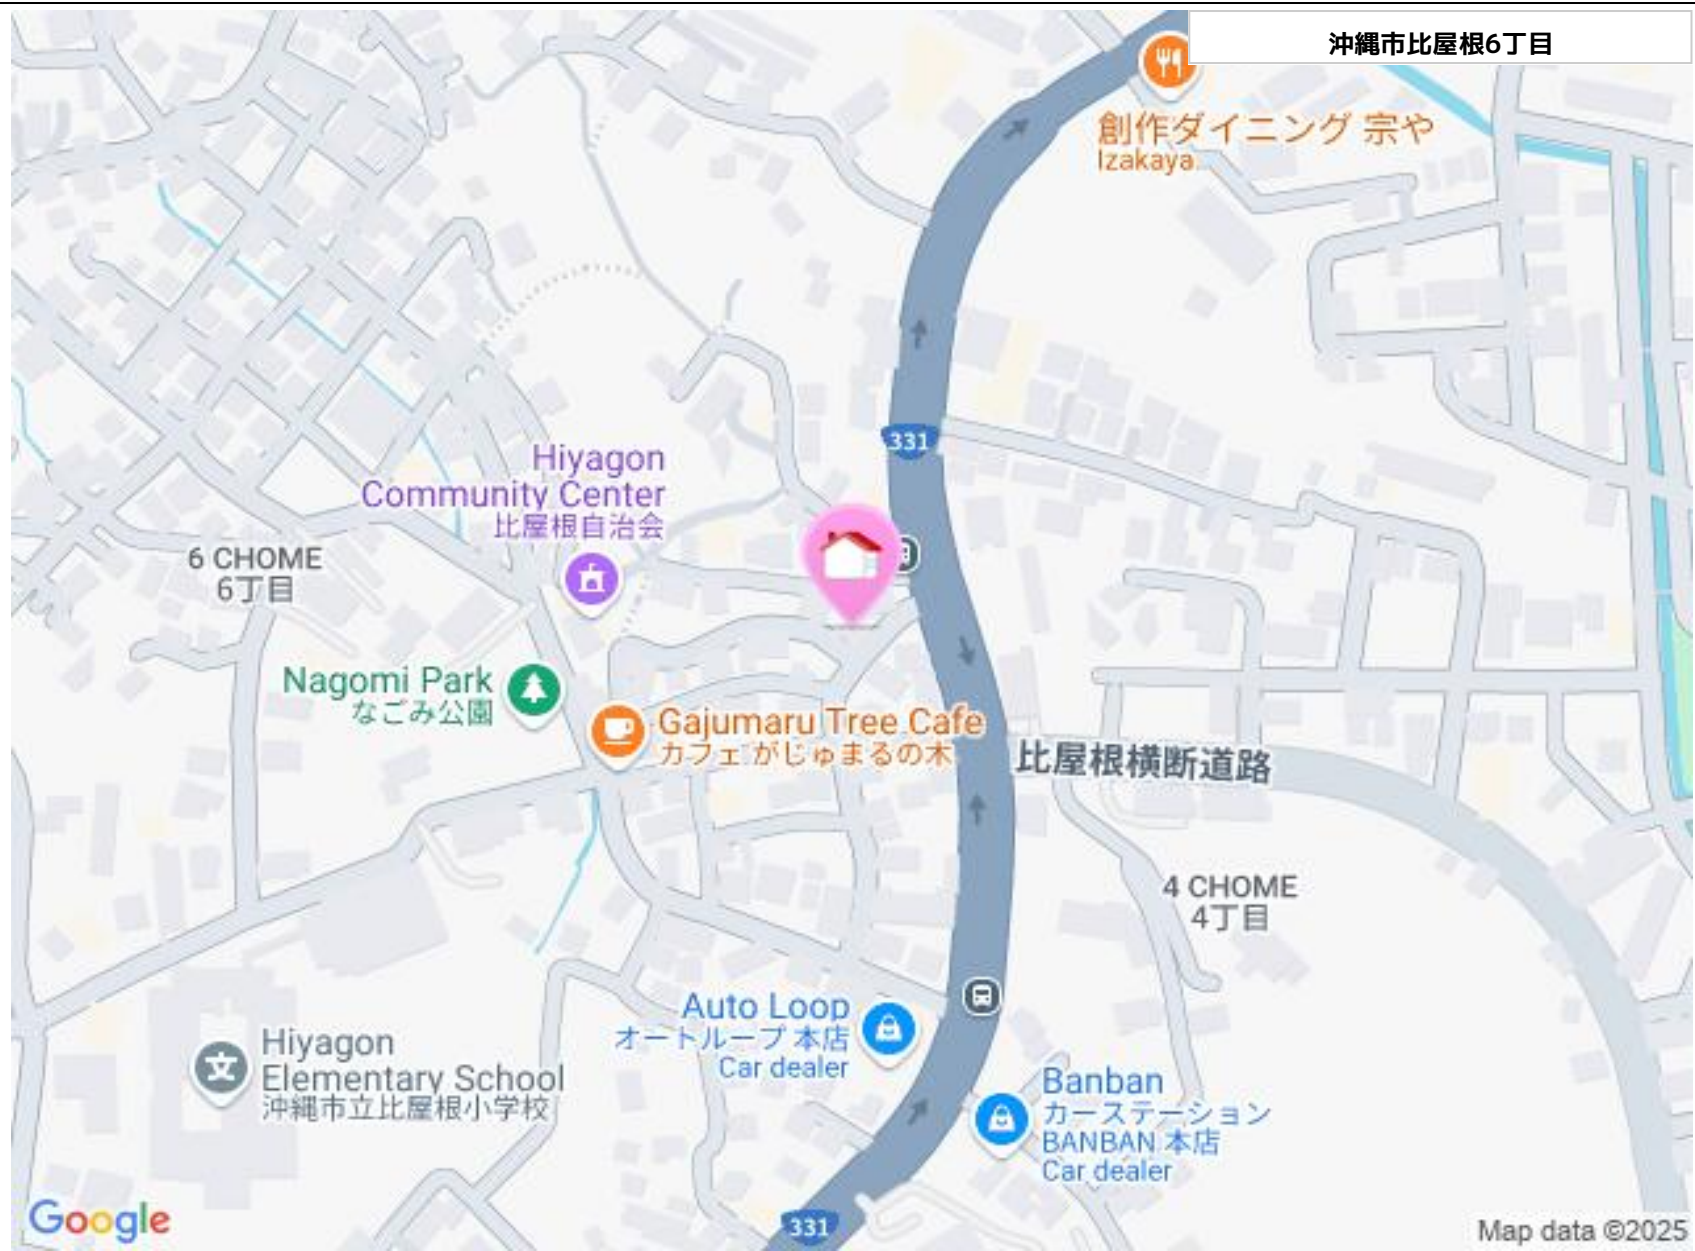 沖縄市比屋根6丁目
創作ダイニング 宗や
Izakaya
331
Hiyagon
Community Center
比屋根自治会
6 CHOME
6丁目
Nagomi Park
なごみ公園
Gajumaru Tree Cafe
カフェ がじゅまるの木
比屋根横断道路
4 CHOME
4丁目
Auto Loop
オートループ 本店
Car dealer
Hiyagon
Elementary School
沖縄市立比屋根小学校
文
Banban
カーステーション
BANBAN 本店
Car dealer
331
Google
Map data ©2025